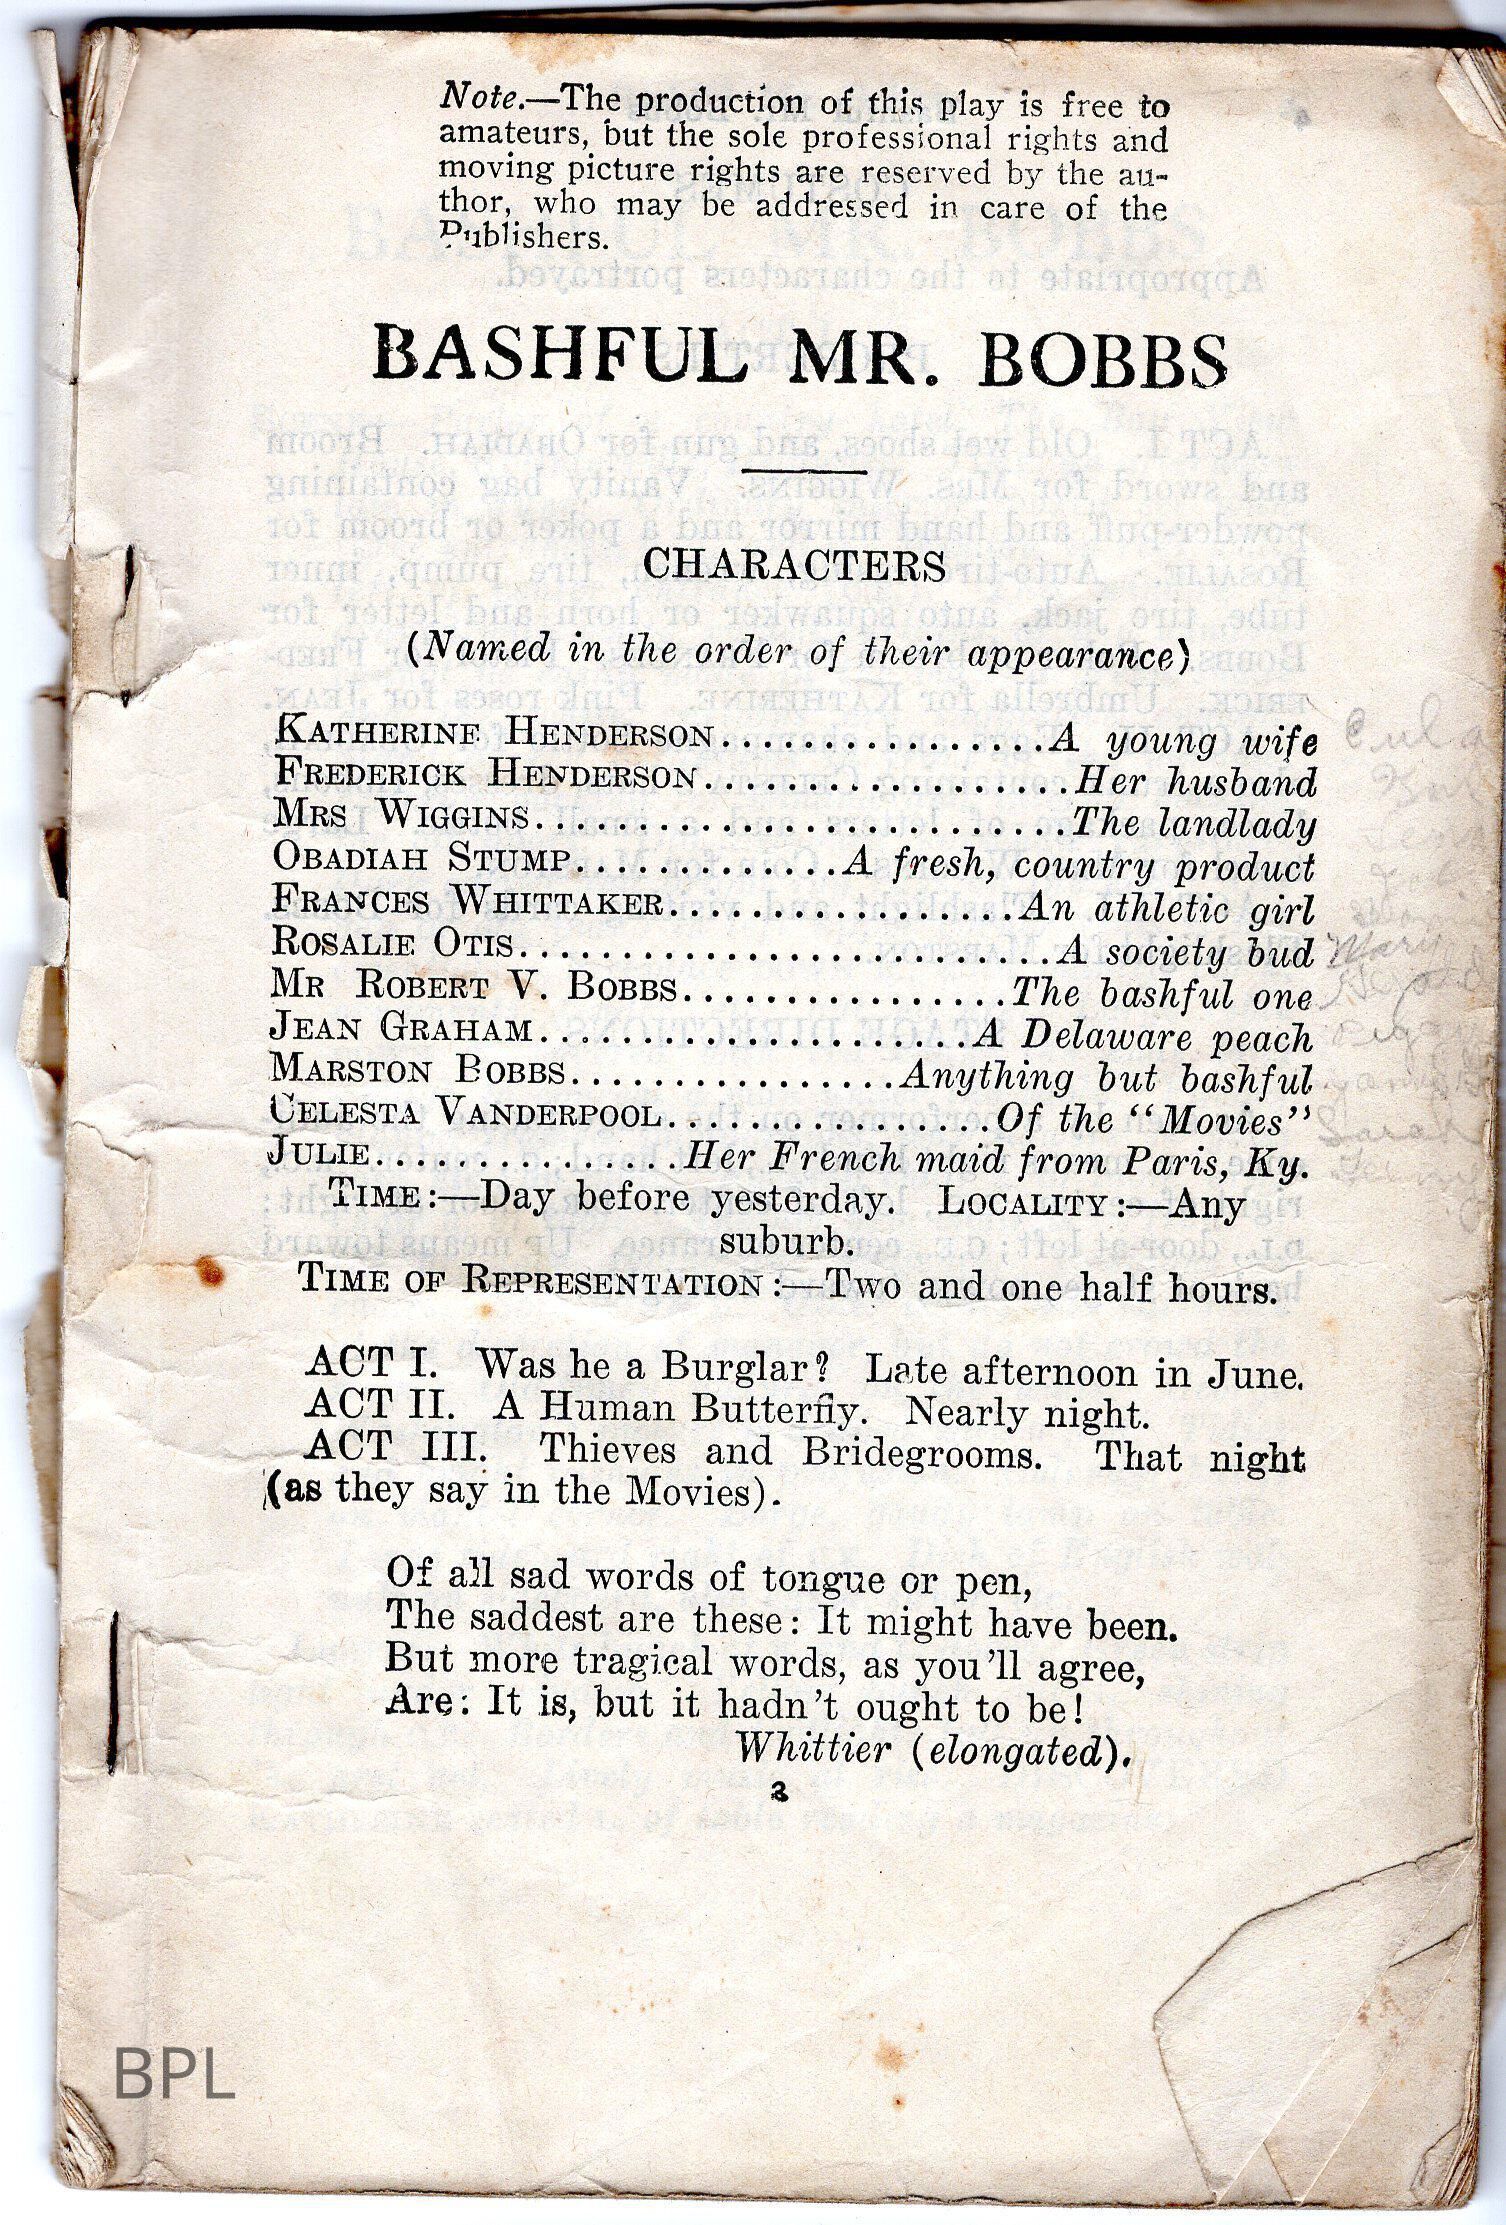 Note.—The production of this play is free to
amateurs, but the sole professional rights and
moving picture rights are reserved by the au-
thor, who may be addressed in care of the
Publishers.
BASHFUL MR. BOBBS
CHARACTERS
(Named in the order of their appearance)
KATHERINE HENDERSON................A young wife
FREDERICK HENDERSON..................Her husband
MRS WIGGINS..........................The landlady
OBADIAH STUMP.............A fresh, country product
FRANCES WHITTAKER.................An athletic girl
ROSALIE OTIS..........................A society bud Mary
MR ROBERT V. BOBBS................The bashful one
JEAN GRAHAM.....................A Delaware peach
MARSTON BOBBS................Anything but bashful
CELESTA VANDERPOOL................Of the "Movies" Sarah
JULIE...............Her French maid from Paris, Ky.
TIME:—Day before yesterday. LOCALITY:—Any
suburb.
TIME OF REPRESENTATION:—Two and one half hours.
ACT I. Was he a Burglar? Late afternoon in June.
ACT II. A Human Butterfly. Nearly night.
ACT III. Thieves and Bridegrooms. That night
(as they say in the Movies).
Of all sad words of tongue or pen,
The saddest are these: It might have been.
But more tragical words, as you'll agree,
Are: It is, but it hadn't ought to be!
Whittier (elongated).
3
BPL